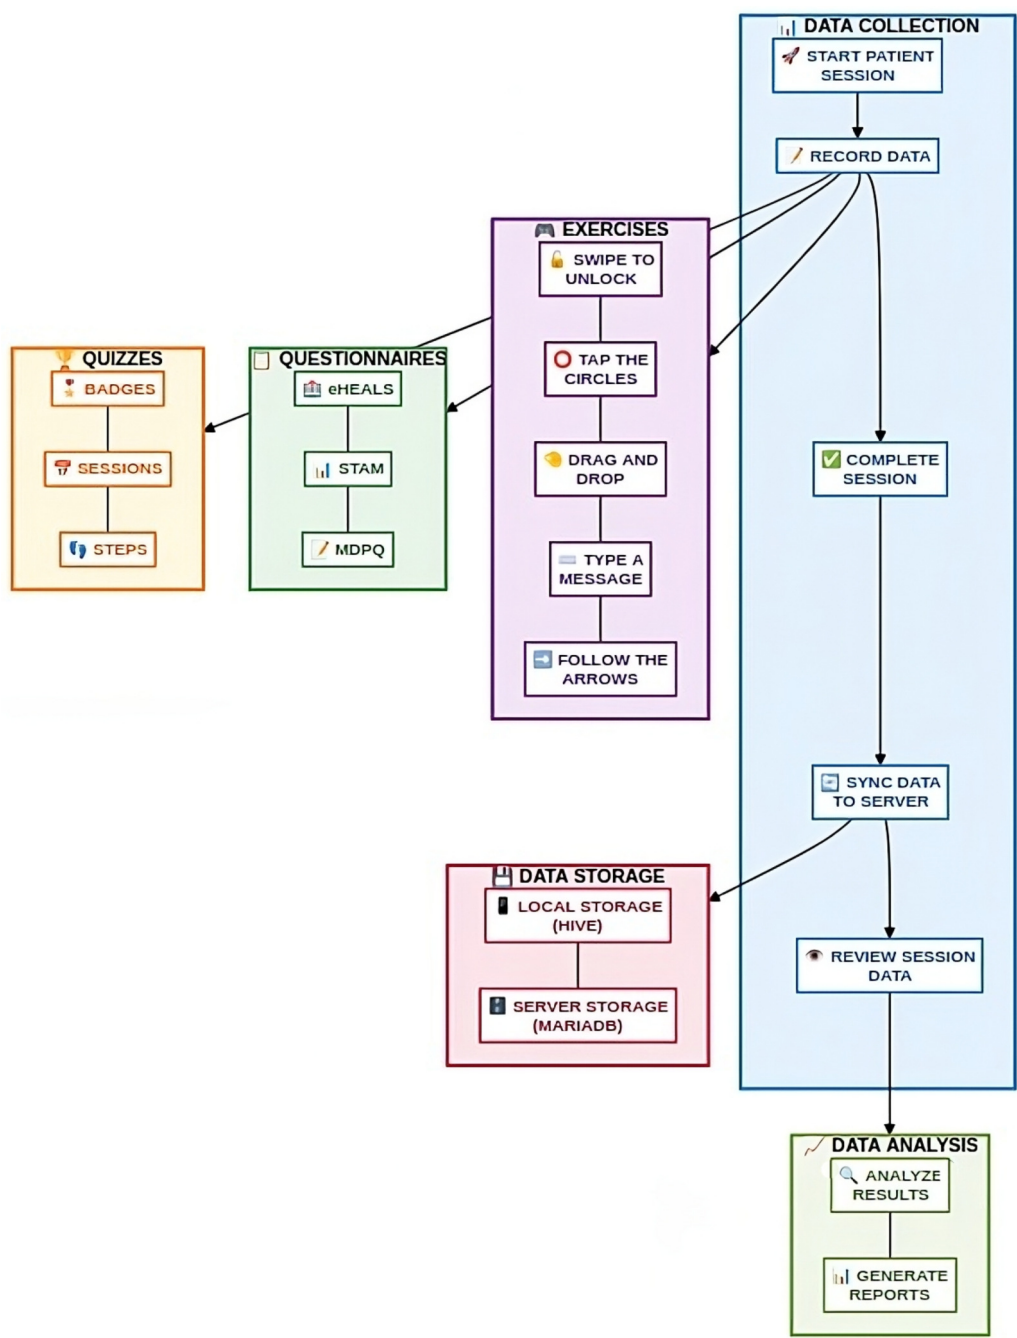 DATA COLLECTION
START PATIENT
SESSION
RECORD DATA
EXERCISES
SWIPE TO
UNLOCK
TAP THE
CIRCLES
DRAG AND
DROP
TYPE A
MESSAGE
FOLLOW THE
ARROWS
QUESTIONNAIRES
eHEALS
STAM
MDPQ
QUIZZES
BADGES
SESSIONS
STEPS
COMPLETE
SESSION
SYNC DATA
TO SERVER
DATA STORAGE
LOCAL STORAGE
(HIVE)
SERVER STORAGE
(MARIADB)
REVIEW SESSION
DATA
DATA ANALYSIS
ANALYZE
RESULTS
GENERATE
REPORTS